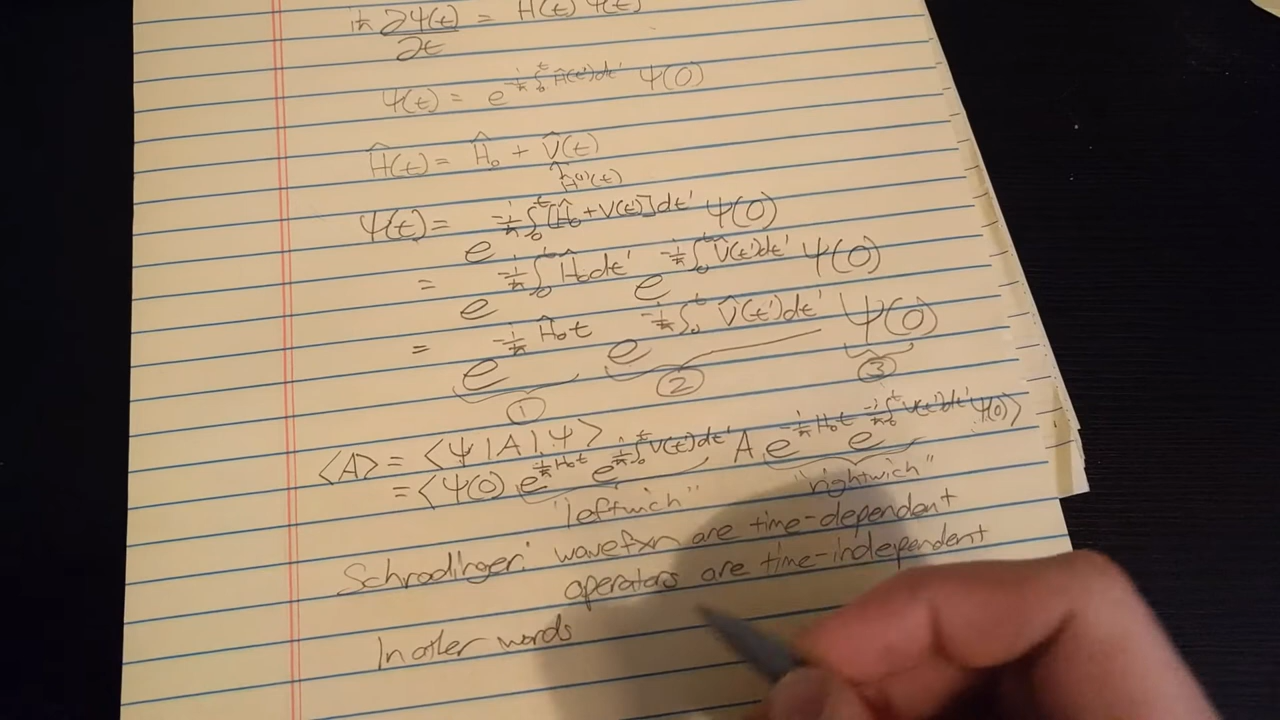 iħ ∂Ψ(t)/∂t = Ĥ(t) Ψ(t)
Ψ(t) = e^{-i/ħ ∫₀ᵗ Ĥ(t')dt'} Ψ(0)
Ĥ(t) = Ĥ₀ + V̂(t)
Ĥ⁽¹⁾(t)
Ψ(t) = e^{-i/ħ ∫₀ᵗ [Ĥ₀ + V(t')]dt'} Ψ(0)
= e^{-i/ħ ∫₀ᵗ Ĥ₀dt'} e^{-i/ħ ∫₀ᵗ V̂(t')dt'} Ψ(0)
= e^{-i/ħ Ĥ₀t} e^{-i/ħ ∫₀ᵗ V̂(t')dt'} Ψ(0)
① ② ③
⟨A⟩ = ⟨Ψ|A|Ψ⟩
= ⟨Ψ(0) e^{i/ħ H₀t} e^{i/ħ ∫₀ᵗ V(t')dt'} A e^{-i/ħ H₀t} e^{-i/ħ ∫₀ᵗ V(t')dt'} Ψ(0)⟩
"leftwich" "rightwich"
Schrodinger: wavefxn are time-dependent
operators are time-independent
In other words